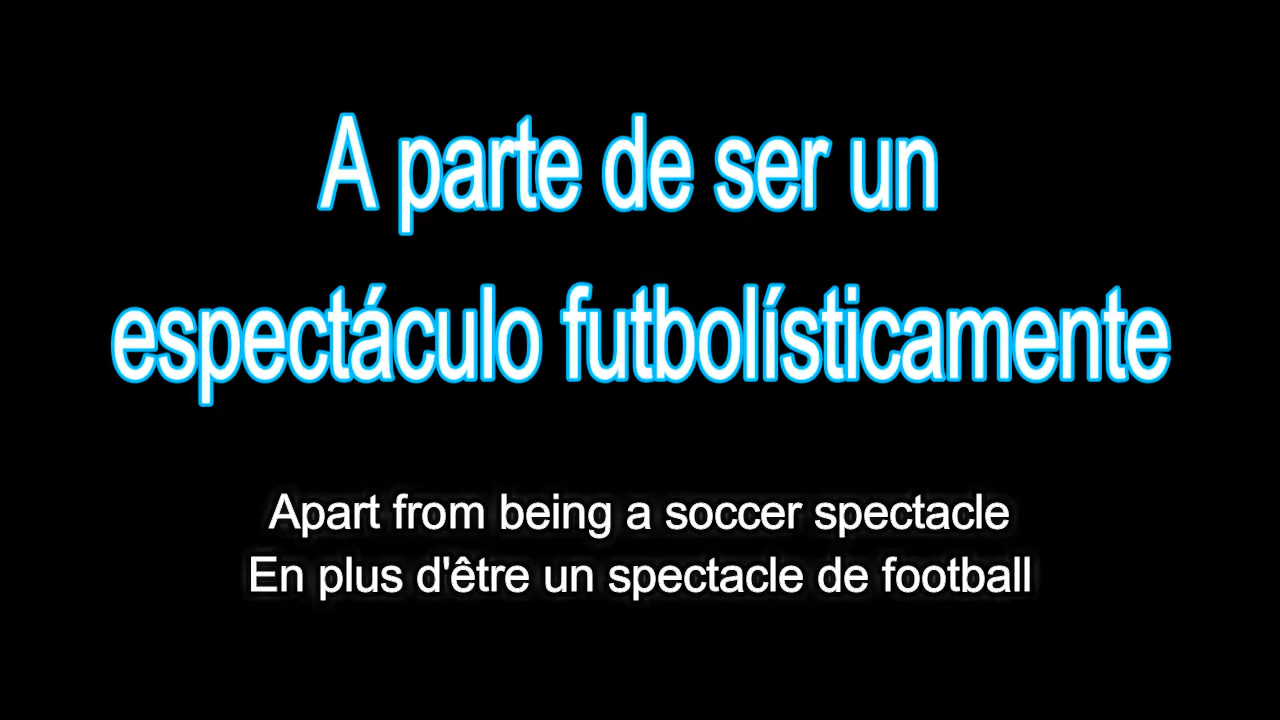 A parte de ser un
espectáculo futbolísticamente
Apart from being a soccer spectacle
En plus d'être un spectacle de football